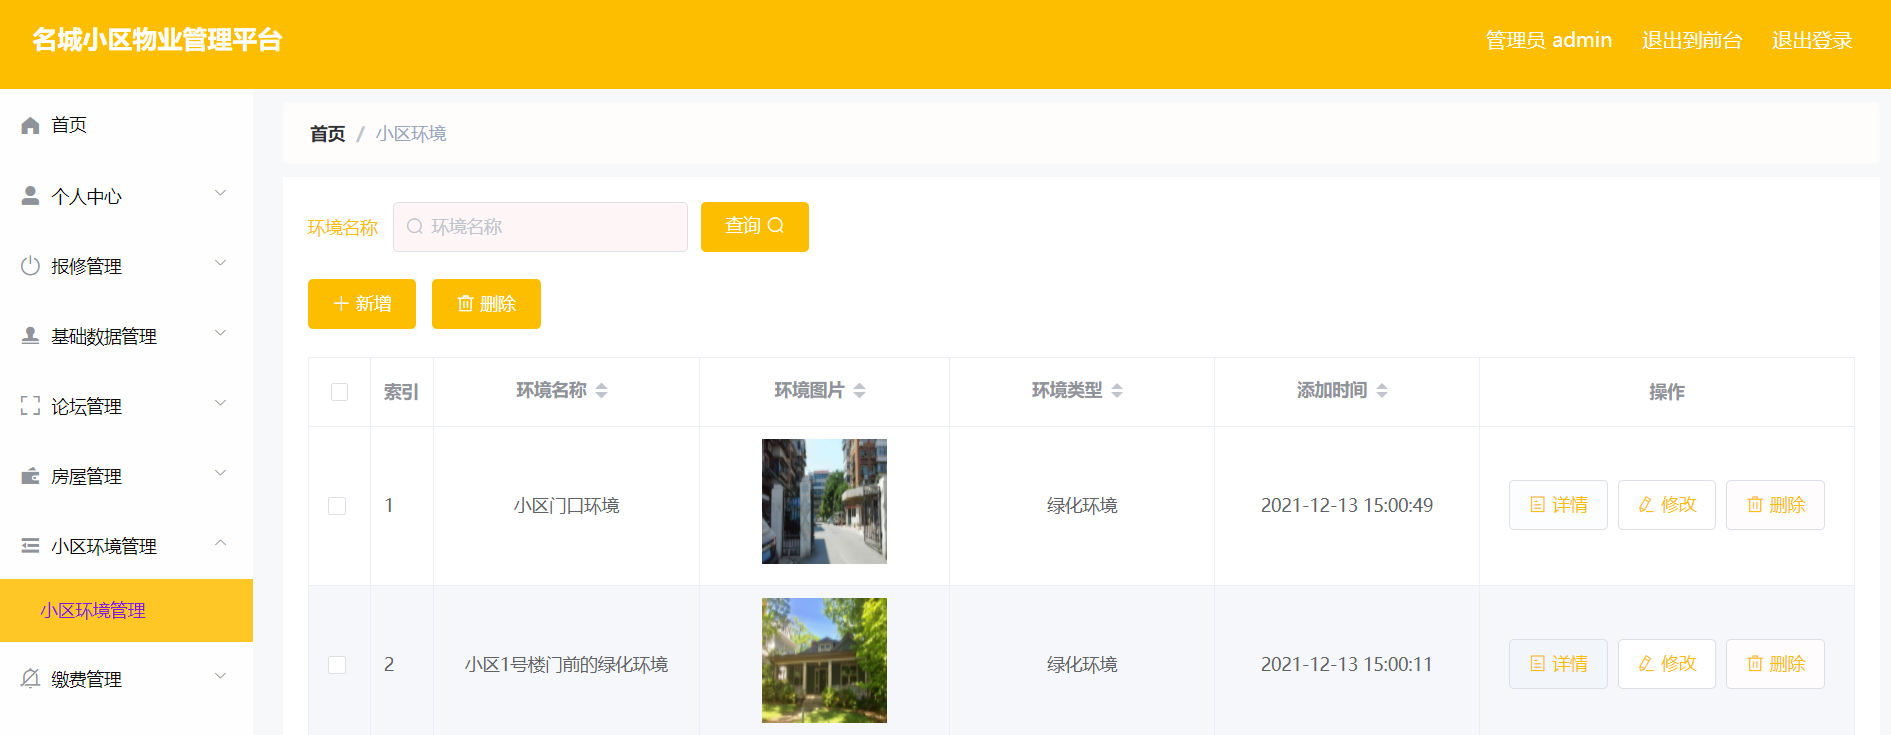 名城小区物业管理平台
管理员 admin 退出到前台 退出登录
首页
个人中心
报修管理
基础数据管理
论坛管理
房屋管理
小区环境管理
小区环境管理
缴费管理
首页 / 小区环境
环境名称 环境名称 查询
新增 删除
索引 环境名称 环境图片 环境类型 添加时间 操作
1 小区门口环境 绿化环境 2021-12-13 15:00:49 详情 修改 删除
2 小区1号楼门前的绿化环境 绿化环境 2021-12-13 15:00:11 详情 修改 删除